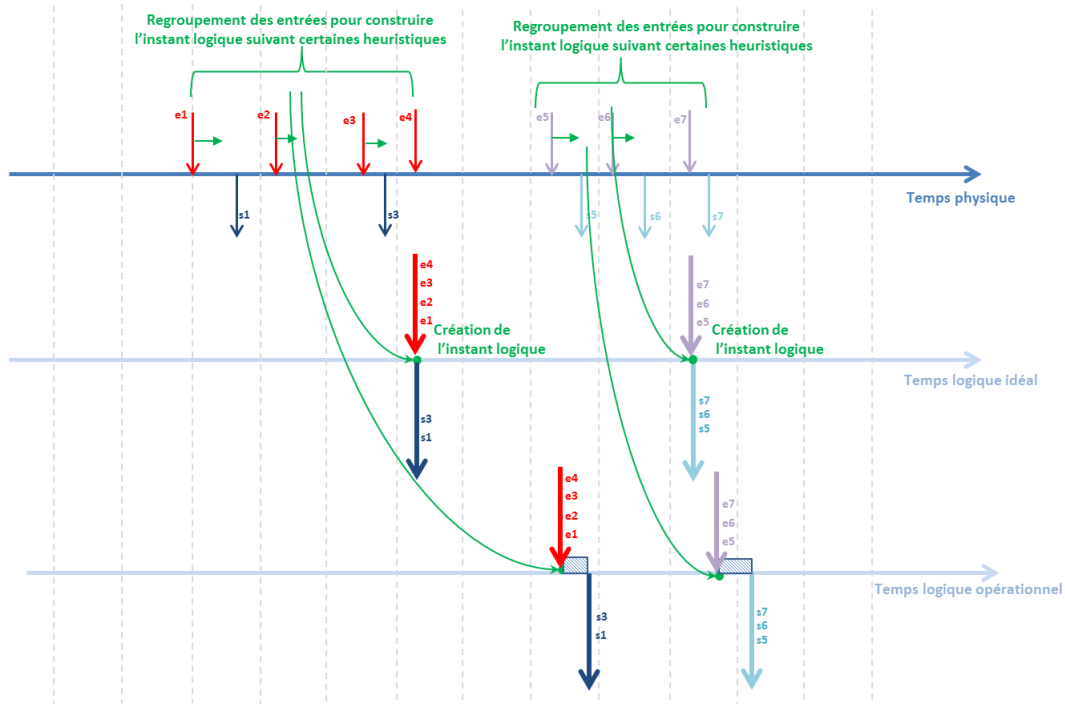 Regroupement des entrées pour construire
l'instant logique suivant certaines heuristiques
Regroupement des entrées pour construire
l'instant logique suivant certaines heuristiques
e1
e2
e3
e4
e5
e6
e7
Temps physique
s1
s3
s5
s6
s7
e4
e3
e2
e1
Création de
l'instant logique
e7
e6
e5
Création de
l'instant logique
Temps logique idéal
s3
s1
s7
s6
s5
e4
e3
e2
e1
e7
e6
e5
Temps logique opérationnel
s3
s1
s7
s6
s5